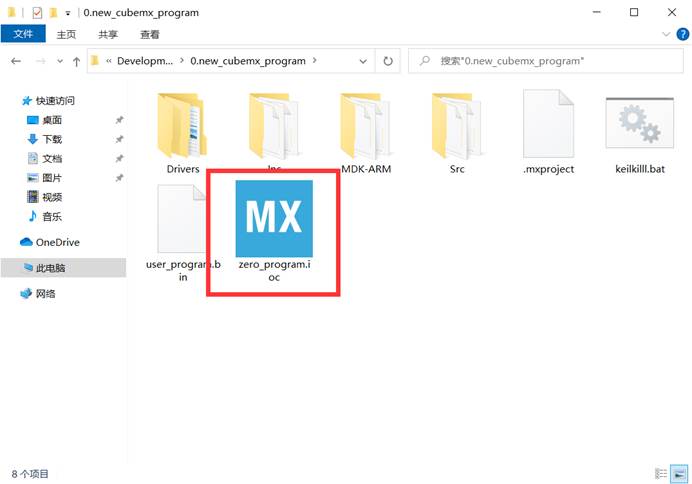 0.new_cubemx_program
文件 主页 共享 查看
« Developm... > 0.new_cubemx_program > 搜索"0.new_cubemx_program"
快速访问
桌面
下载
文档
图片
视频
音乐
OneDrive
此电脑
网络
Drivers Inc MDK-ARM Src .mxproject keilkilll.bat
MX
user_program.b
in
zero_program.i
oc
8 个项目